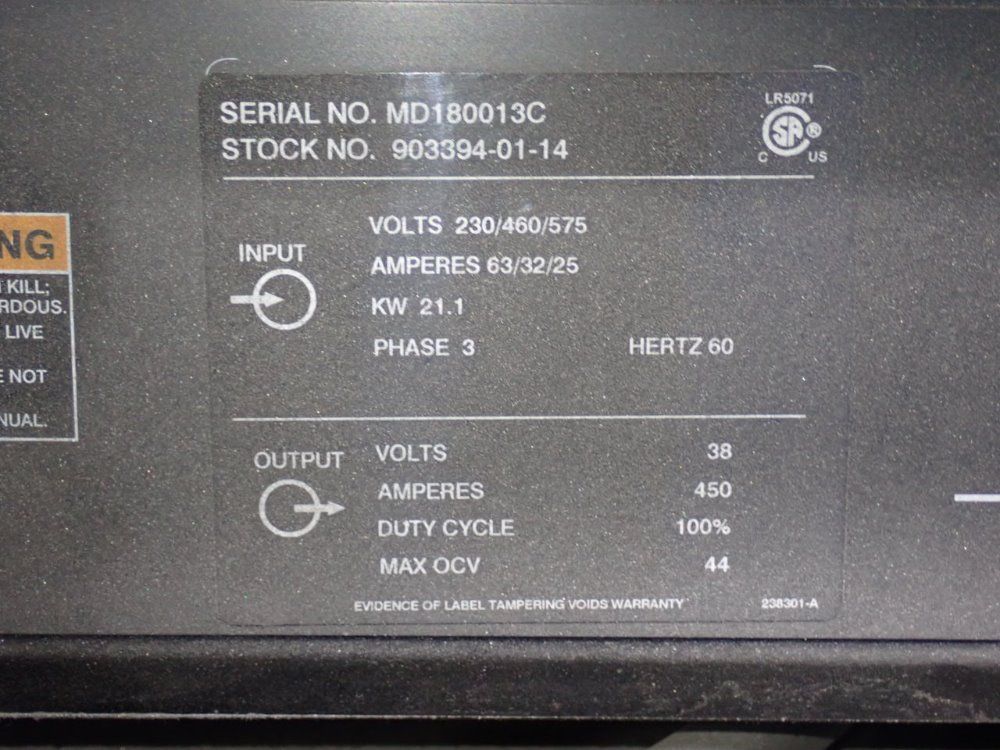 SERIAL NO. MD180013C
STOCK NO. 903394-01-14
LR5071
SA ®
C US
NG
KILL;
RDOUS.
LIVE
E NOT
NUAL.
INPUT
VOLTS 230/460/575
AMPERES 63/32/25
KW 21.1
PHASE 3 HERTZ 60
OUTPUT
VOLTS 38
AMPERES 450
DUTY CYCLE 100%
MAX OCV 44
EVIDENCE OF LABEL TAMPERING VOIDS WARRANTY 238301-A